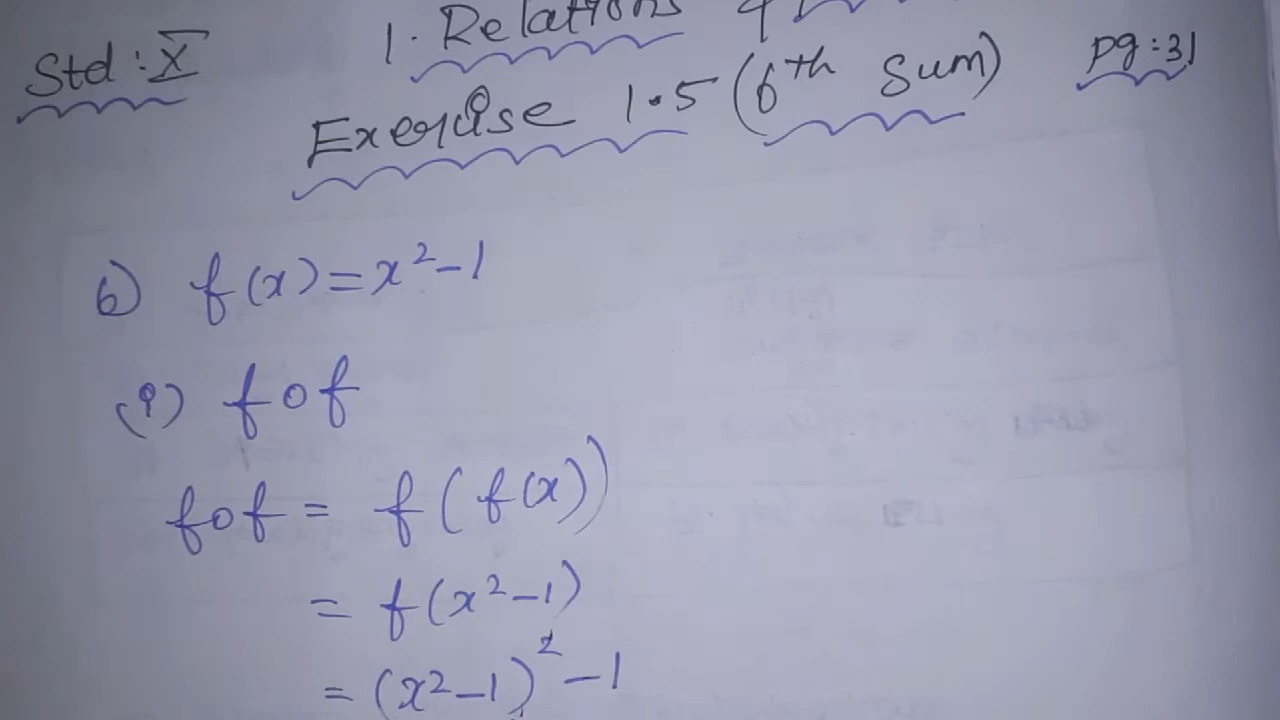 Std : X
1. Relations
Exercise 1.5 (6th Sum) pg:31
6) f(x) = x²-1
(i) fof
fof = f(f(x))
= f(x²-1)
= (x²-1)²-1